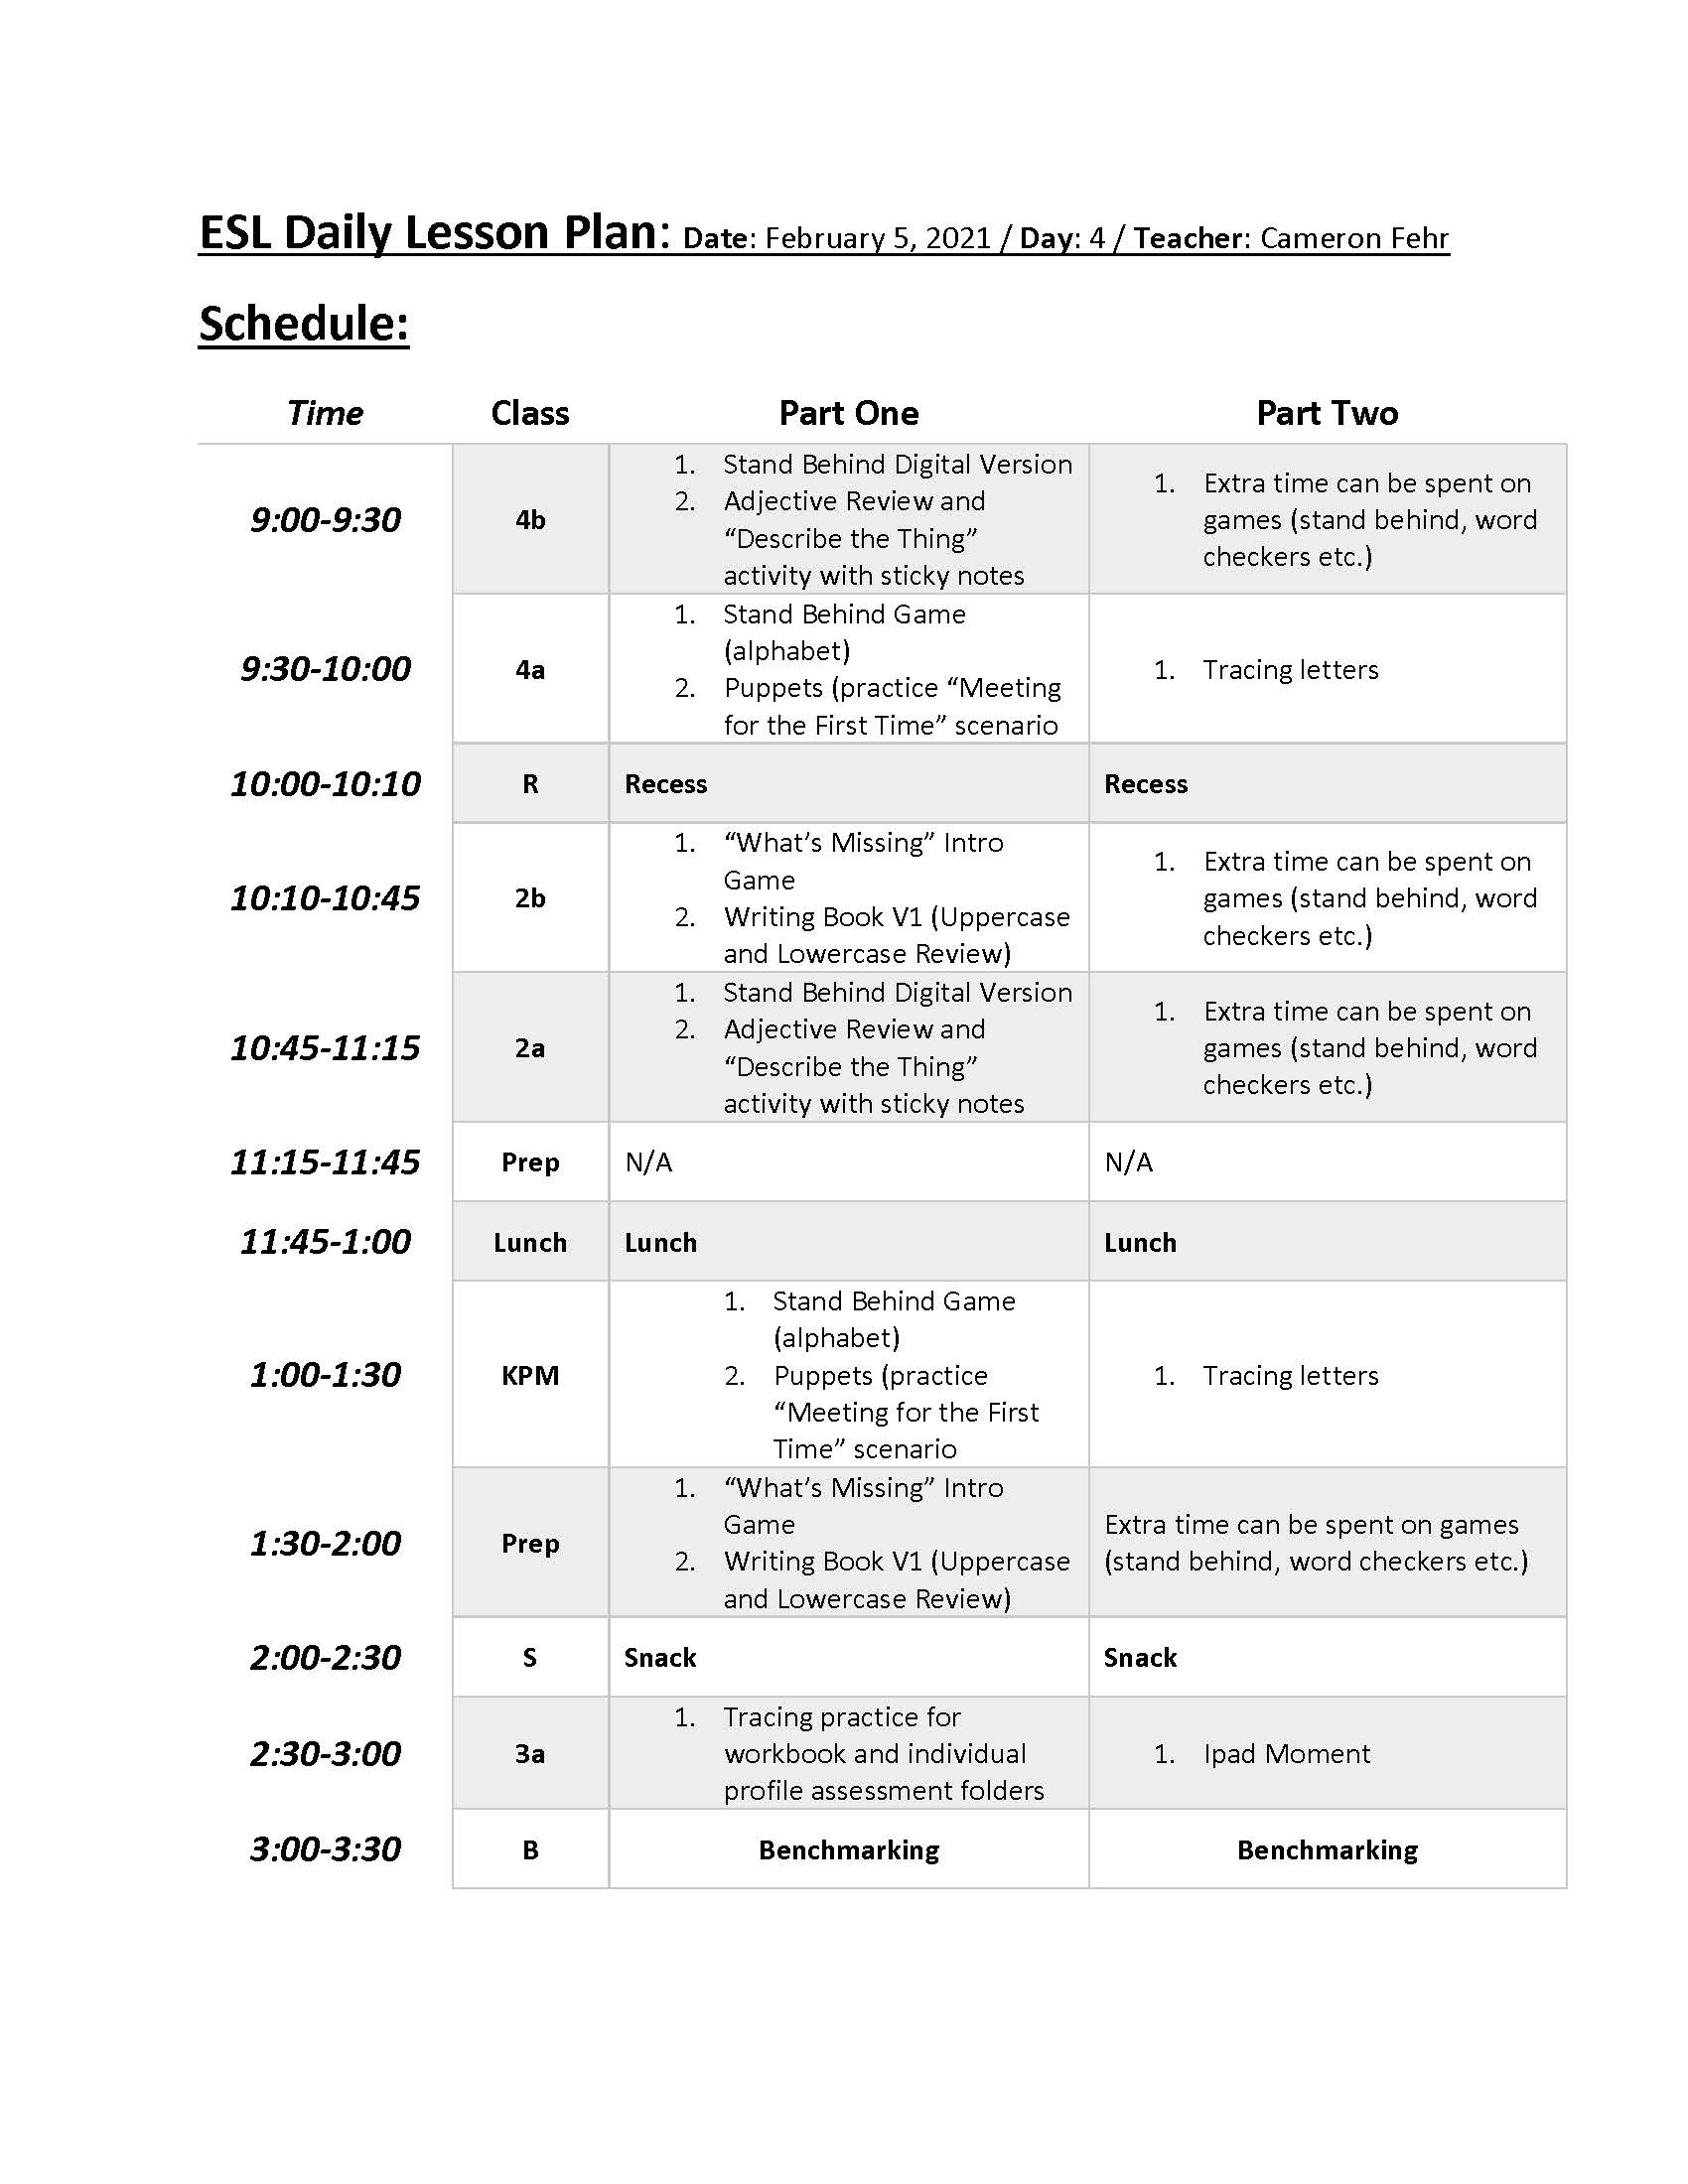 ESL Daily Lesson Plan: Date: February 5, 2021 / Day: 4 / Teacher: Cameron Fehr
Schedule:
Time Class Part One Part Two
9:00-9:30
4b
1. Stand Behind Digital Version
2. Adjective Review and
“Describe the Thing”
activity with sticky notes
1. Extra time can be spent on
games (stand behind, word
checkers etc.)
9:30-10:00
4a
1. Stand Behind Game
(alphabet)
2. Puppets (practice “Meeting
for the First Time” scenario
1. Tracing letters
10:00-10:10
R
Recess
Recess
10:10-10:45
2b
1. “What’s Missing” Intro
Game
2. Writing Book V1 (Uppercase
and Lowercase Review)
1. Extra time can be spent on
games (stand behind, word
checkers etc.)
10:45-11:15
2a
1. Stand Behind Digital Version
2. Adjective Review and
“Describe the Thing”
activity with sticky notes
1. Extra time can be spent on
games (stand behind, word
checkers etc.)
11:15-11:45
Prep
N/A
N/A
11:45-1:00
Lunch
Lunch
Lunch
1:00-1:30
KPM
1. Stand Behind Game
(alphabet)
2. Puppets (practice
“Meeting for the First
Time” scenario
1. Tracing letters
1:30-2:00
Prep
1. “What’s Missing” Intro
Game
2. Writing Book V1 (Uppercase
and Lowercase Review)
Extra time can be spent on games
(stand behind, word checkers etc.)
2:00-2:30
S
Snack
Snack
2:30-3:00
3a
1. Tracing practice for
workbook and individual
profile assessment folders
1. Ipad Moment
3:00-3:30
B
Benchmarking
Benchmarking